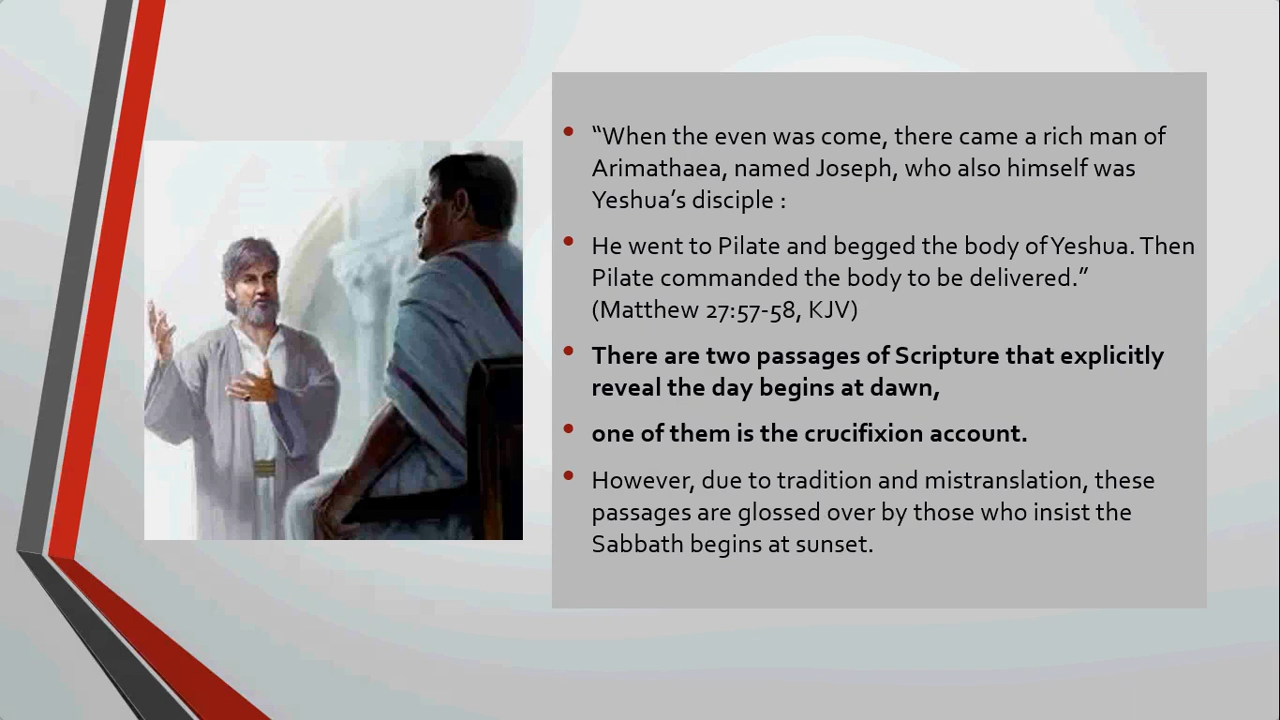 “When the even was come, there came a rich man of
Arimathaea, named Joseph, who also himself was
Yeshua’s disciple :
He went to Pilate and begged the body of Yeshua. Then
Pilate commanded the body to be delivered.”
(Matthew 27:57-58, KJV)
There are two passages of Scripture that explicitly
reveal the day begins at dawn,
one of them is the crucifixion account.
However, due to tradition and mistranslation, these
passages are glossed over by those who insist the
Sabbath begins at sunset.